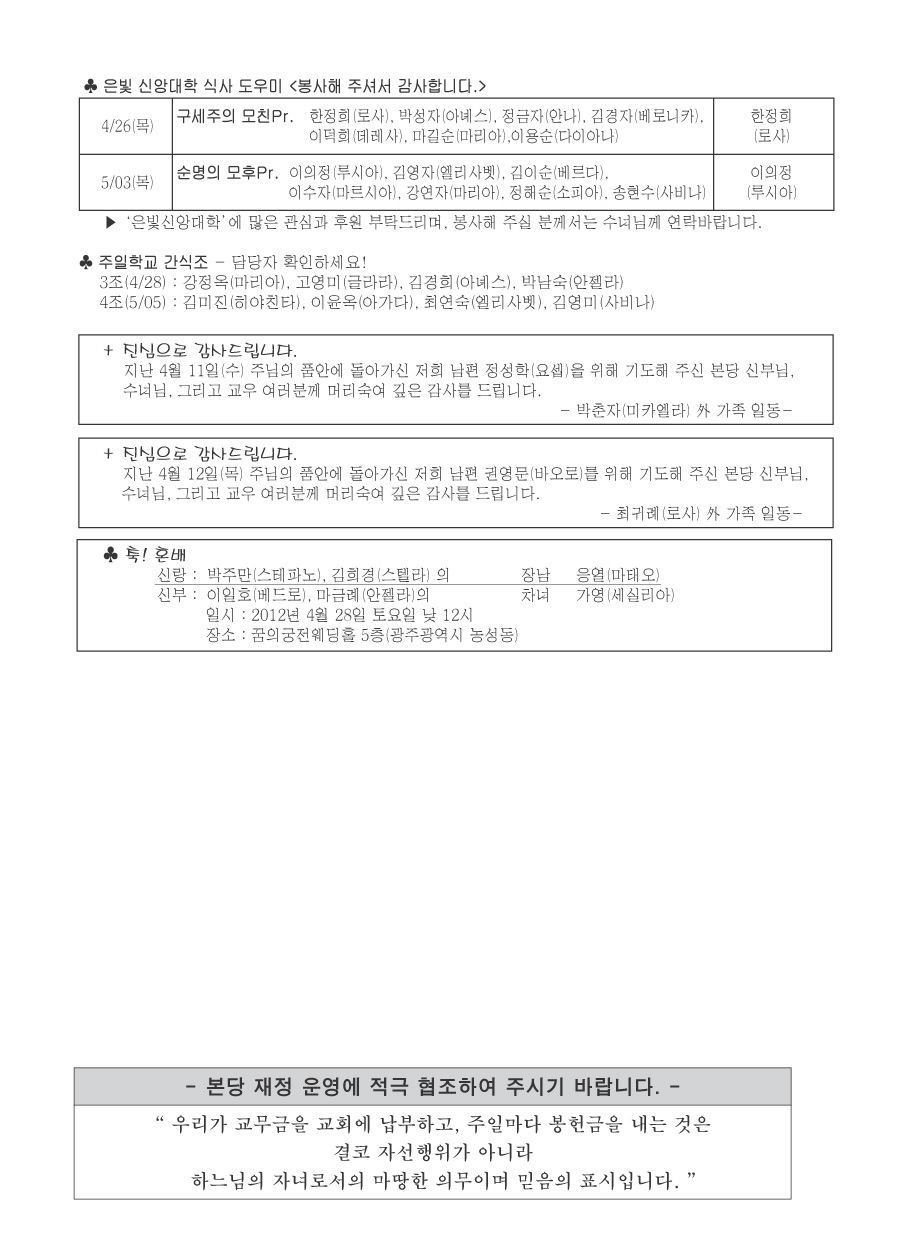 ♣ 은빛 신앙대학 식사 도우미 <봉사해 주셔서 감사합니다.>
4/26(목) 구세주의 모친Pr. 한정희(로사), 박성자(아녜스), 정금자(안나), 김경자(베로니카), 한정희
이덕희(데레사), 마길순(마리아),이용순(다이아나) (로사)
5/03(목) 순명의 모후Pr. 이의정(루시아), 김영자(엘리사벳), 김이순(베르다), 이의정
이수자(마르시아), 강연자(마리아), 정해순(소피아), 송현수(사비나) (루시아)
▶ ‘은빛신앙대학’에 많은 관심과 후원 부탁드리며, 봉사해 주실 분께서는 수녀님께 연락바랍니다.
♣ 주일학교 간식조 - 담당자 확인하세요!
3조(4/28) : 강정옥(마리아), 고영미(글라라), 김경희(아녜스), 박남숙(안젤라)
4조(5/05) : 김미진(히야친타), 이윤옥(아가다), 최연숙(엘리사벳), 김영미(사비나)
+ 진심으로 감사드립니다.
지난 4월 11일(수) 주님의 품안에 돌아가신 저희 남편 정성학(요셉)을 위해 기도해 주신 본당 신부님,
수녀님, 그리고 교우 여러분께 머리숙여 깊은 감사를 드립니다.
- 박춘자(미카엘라) 外 가족 일동-
+ 진심으로 감사드립니다.
지난 4월 12일(목) 주님의 품안에 돌아가신 저희 남편 권영문(바오로)를 위해 기도해 주신 본당 신부님,
수녀님, 그리고 교우 여러분께 머리숙여 깊은 감사를 드립니다.
- 최귀례(로사) 外 가족 일동-
♣ 축! 혼배
신랑 : 박주만(스테파노), 김희경(스텔라) 의 장남 응열(마태오)
신부 : 이일호(베드로), 마금례(안젤라)의 차녀 가영(세실리아)
일시 : 2012년 4월 28일 토요일 낮 12시
장소 : 꿈의궁전웨딩홀 5층(광주광역시 농성동)
- 본당 재정 운영에 적극 협조하여 주시기 바랍니다. -
“ 우리가 교무금을 교회에 납부하고, 주일마다 봉헌금을 내는 것은
결코 자선행위가 아니라
하느님의 자녀로서의 마땅한 의무이며 믿음의 표시입니다. ”